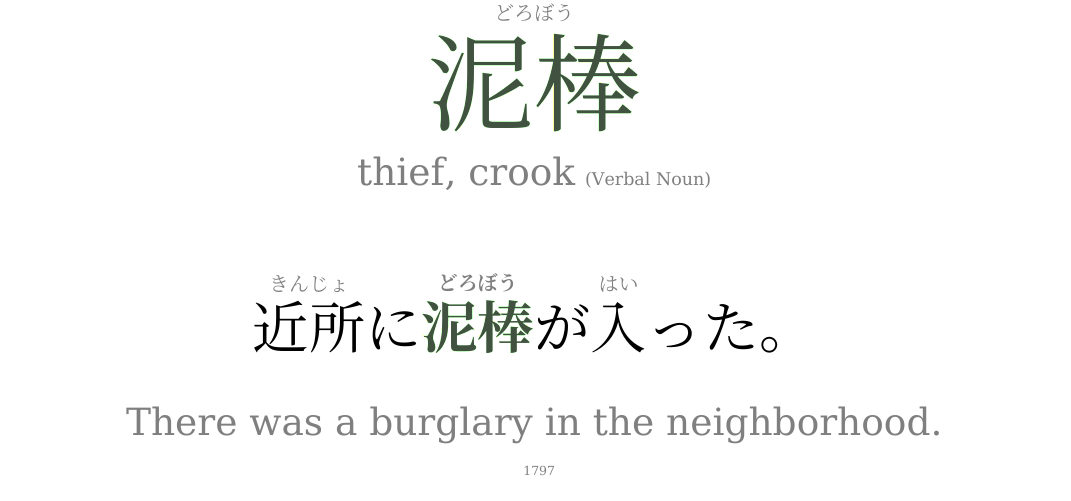 どろぼう
泥棒
thief, crook (Verbal Noun)
きんじょ どろぼう はい
近所に泥棒が入った。
There was a burglary in the neighborhood.
1797